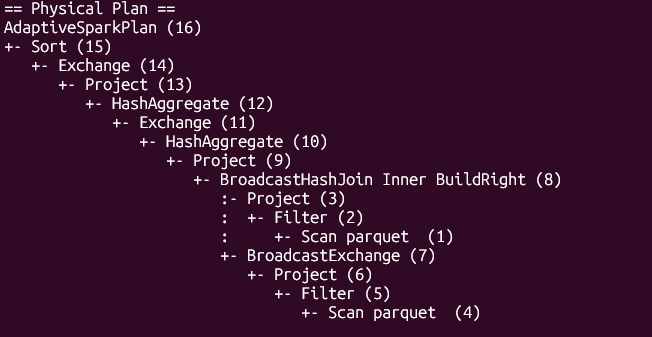 == Physical Plan ==
AdaptiveSparkPlan (16)
+- Sort (15)
   +- Exchange (14)
      +- Project (13)
         +- HashAggregate (12)
            +- Exchange (11)
               +- HashAggregate (10)
                  +- Project (9)
                     +- BroadcastHashJoin Inner BuildRight (8)
                        :- Project (3)
                        :  +- Filter (2)
                        :     +- Scan parquet  (1)
                        +- BroadcastExchange (7)
                           +- Project (6)
                              +- Filter (5)
                                 +- Scan parquet  (4)